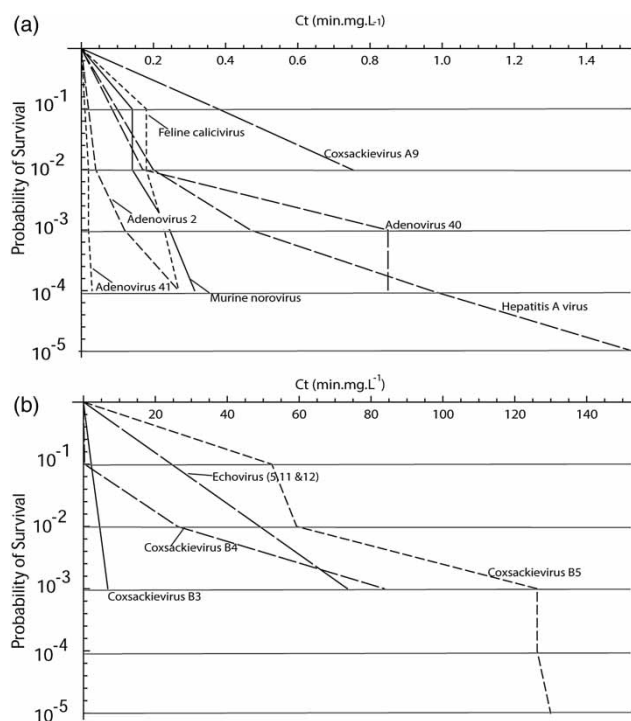 (a)
Ct (min.mg.L-1)
0.2 0.4 0.6 0.8 1.0 1.2 1.4
Probability of Survival
10-1
10-2
10-3
10-4
10-5
Feline calicivirus
Coxsackievirus A9
Adenovirus 2
Adenovirus 40
Adenovirus 41
Murine norovirus
Hepatitis A virus
(b)
Ct (min.mg.L-1)
0 20 40 60 80 100 120 140
Probability of Survival
10-1
10-2
10-3
10-4
10-5
Echovirus (5,11 &12)
Coxsackievirus B4
Coxsackievirus B5
Coxsackievirus B3